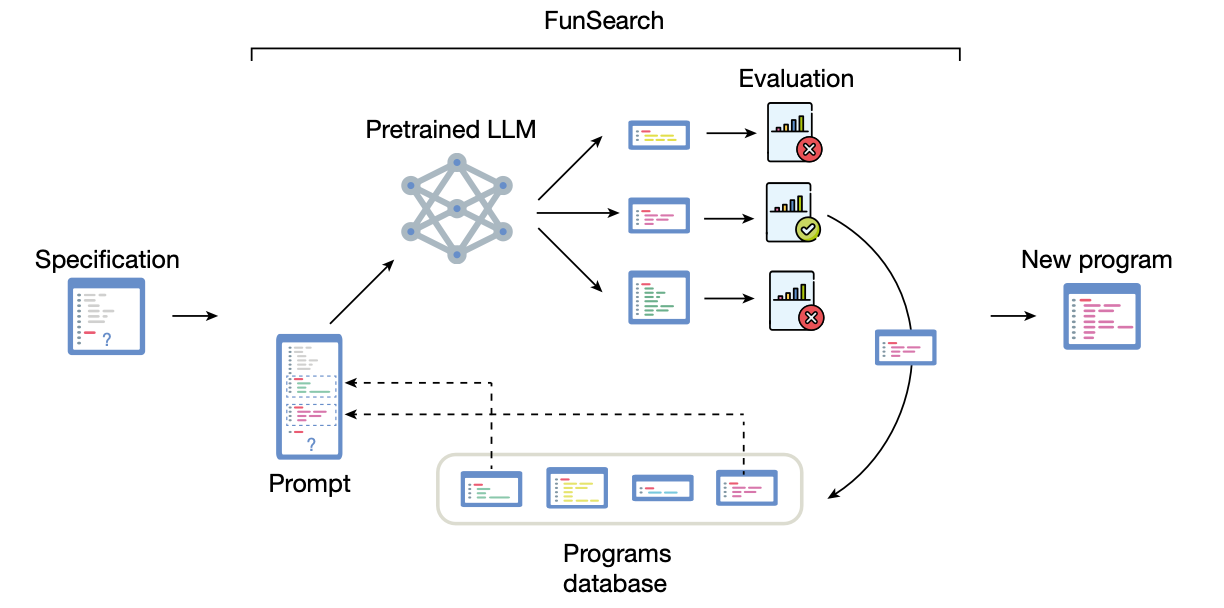 FunSearch
Evaluation
Pretrained LLM
Specification
?
New program
?
Prompt
Programs
database